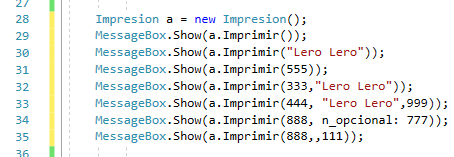 27
28 Impresion a = new Impresion();
29 MessageBox.Show(a.Imprimir());
30 MessageBox.Show(a.Imprimir("Lero Lero"));
31 MessageBox.Show(a.Imprimir(555));
32 MessageBox.Show(a.Imprimir(333,"Lero Lero"));
33 MessageBox.Show(a.Imprimir(444, "Lero Lero",999));
34 MessageBox.Show(a.Imprimir(888, n_opcional: 777));
35 MessageBox.Show(a.Imprimir(888,,111));
36